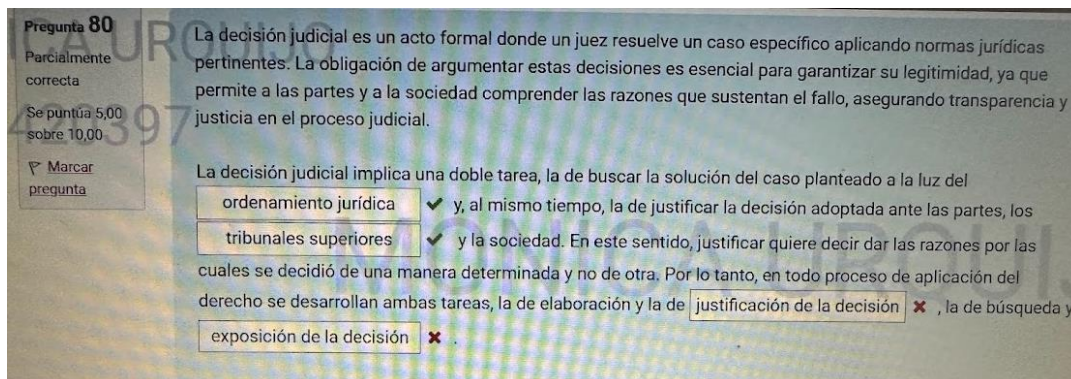 Pregunta 80
Parcialmente
correcta
Se puntúa 5,00
sobre 10,00
Marcar
pregunta
La decisión judicial es un acto formal donde un juez resuelve un caso específico aplicando normas jurídicas
pertinentes. La obligación de argumentar estas decisiones es esencial para garantizar su legitimidad, ya que
permite a las partes y a la sociedad comprender las razones que sustentan el fallo, asegurando transparencia y
justicia en el proceso judicial.
La decisión judicial implica una doble tarea, la de buscar la solución del caso planteado a la luz del
ordenamiento jurídica ✔ y, al mismo tiempo, la de justificar la decisión adoptada ante las partes, los
tribunales superiores ✔ y la sociedad. En este sentido, justificar quiere decir dar las razones por las
cuales se decidió de una manera determinada y no de otra. Por lo tanto, en todo proceso de aplicación del
derecho se desarrollan ambas tareas, la de elaboración y la de justificación de la decisión ✘ , la de búsqueda y
exposición de la decisión ✘ .